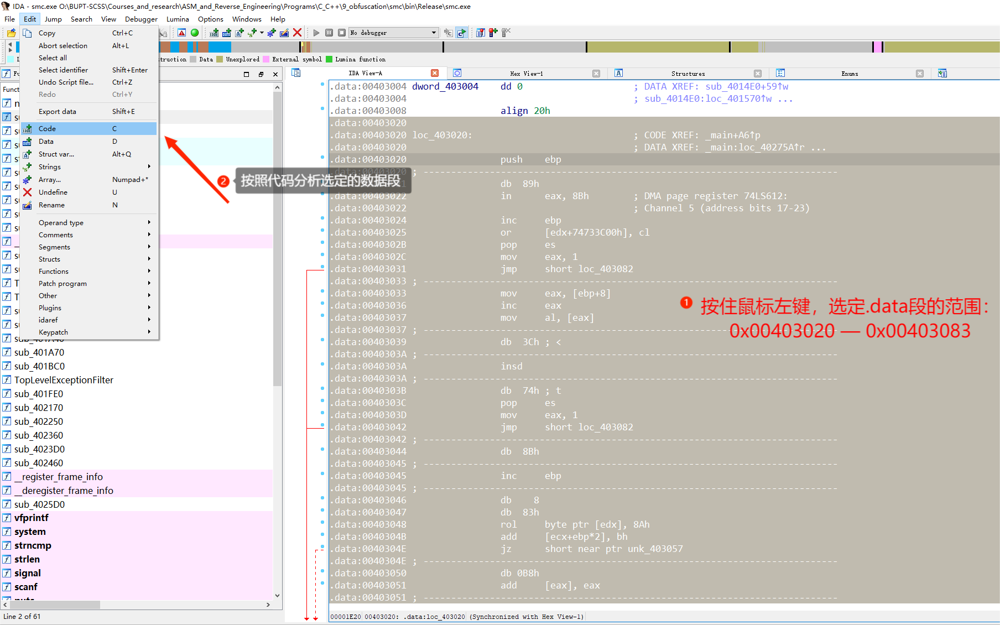 IDA - smc.exe O:\BUPT-SCSS\Courses_and_research\ASM_and_Reverse_Engineering\Programs\C_C++\9_obfuscation\smc\bin\Release\smc.exe
File Edit Jump Search View Debugger Lumina Options Windows Help
No debugger
struction Data Unexplored External symbol Lumina function
Copy Ctrl+C
Abort selection Alt+L
Select all
Select identifier Shift+Enter
Undo Script file... Ctrl+Z
Redo Ctrl+Y
Export data Shift+E
Code C
Data D
Struct var... Alt+Q
Strings
Array... Numpad+*
Undefine U
Rename N
Operand type
Comments
Segments
Structs
Functions
Patch program
Other
Plugins
idaref
Keypatch
Funct
sub_401A40
sub_401A70
sub_401BC0
TopLevelExceptionFilter
sub_401FE0
sub_402170
sub_402250
sub_402360
sub_4023D0
sub_402460
__register_frame_info
__deregister_frame_info
sub_4025D0
vfprintf
system
strncmp
strlen
signal
scanf
puts
Line 2 of 61
IDA View-A Hex View-1 Structures Enums
.data:00403004 dword_403004 dd 0 ; DATA XREF: sub_4014E0+59↑w
.data:00403004 ; sub_4014E0:loc_401570↑w ...
.data:00403008 align 20h
.data:00403020
.data:00403020 loc_403020: ; CODE XREF: _main+A6↑p
.data:00403020 ; DATA XREF: _main:loc_40275A↑r ...
.data:00403020 push ebp
.data:00403020 ; ---------------------------------------------------------------------------
db 89h
.data:00403022 in eax, 8Bh ; DMA page register 74LS612:
.data:00403022 ; Channel 5 (address bits 17-23)
.data:00403024 inc ebp
.data:00403025 or [edx+74733C00h], cl
.data:0040302B pop es
.data:0040302C mov eax, 1
.data:00403031 jmp short loc_403082
.data:00403033 ; ---------------------------------------------------------------------------
.data:00403033 mov eax, [ebp+8]
.data:00403036 inc eax
.data:00403037 mov al, [eax]
.data:00403037 ; ---------------------------------------------------------------------------
.data:00403039 db 3Ch ; <
.data:0040303A ; ---------------------------------------------------------------------------
.data:0040303A insd
.data:0040303A ; ---------------------------------------------------------------------------
.data:0040303B db 74h ; t
.data:0040303C pop es
.data:0040303D mov eax, 1
.data:00403042 jmp short loc_403082
.data:00403042 ; ---------------------------------------------------------------------------
.data:00403044 db 8Bh
.data:00403045 ; ---------------------------------------------------------------------------
.data:00403045 inc ebp
.data:00403045 ; ---------------------------------------------------------------------------
.data:00403046 db 8
.data:00403047 db 83h
.data:00403048 rol byte ptr [edx], 8Ah
.data:0040304B add [ecx+ebp*2], bh
.data:0040304E jz short near ptr unk_403057
.data:0040304E ; ---------------------------------------------------------------------------
.data:00403050 db 0B8h
.data:00403051 add [eax], eax
.data:00403051 ; ---------------------------------------------------------------------------
00001E20 00403020: .data:loc_403020 (Synchronized with Hex View-1)
2 按照代码分析选定的数据段
1 按住鼠标左键，选定.data段的范围：
0x00403020 — 0x00403083